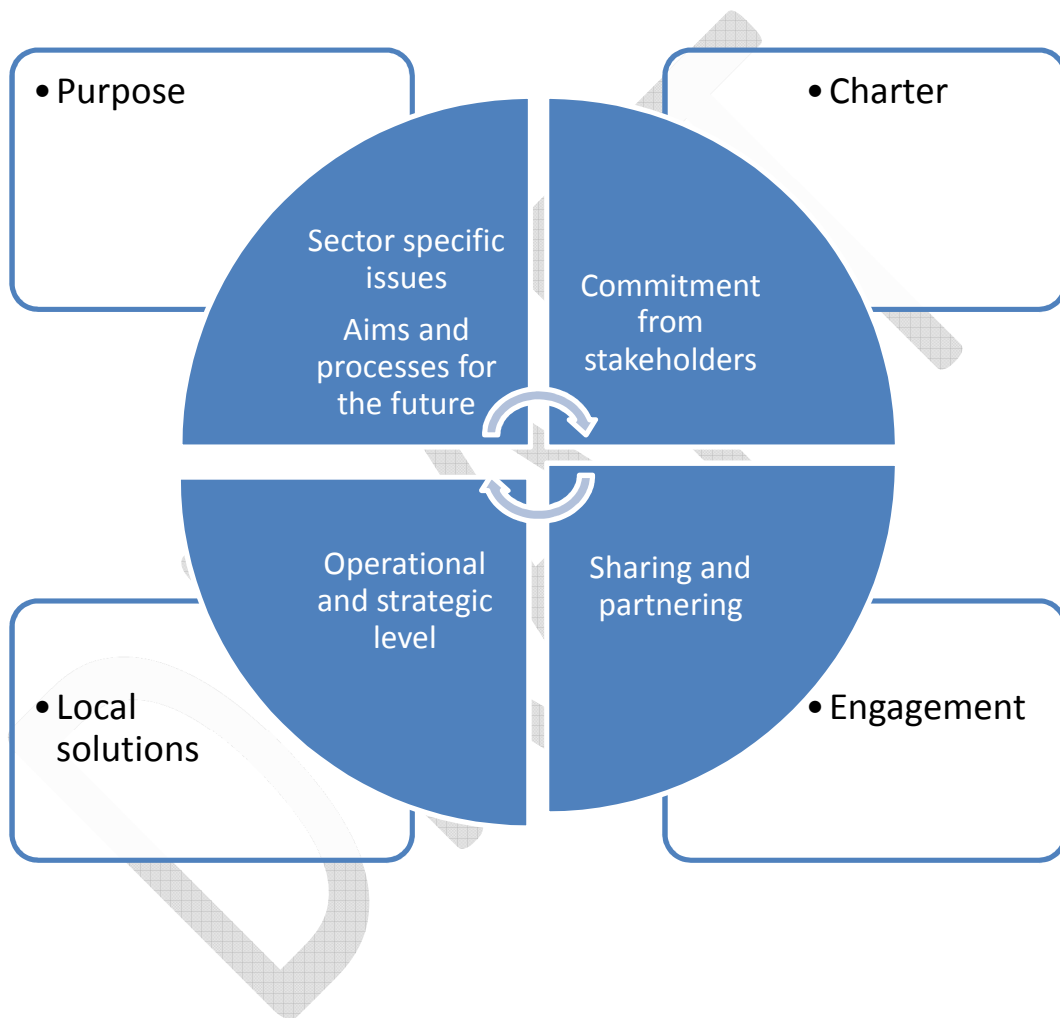 • Purpose
• Charter
Sector specific
issues
Aims and
processes for
the future
Commitment
from
stakeholders
Operational
and strategic
level
Sharing and
partnering
• Local
solutions
• Engagement